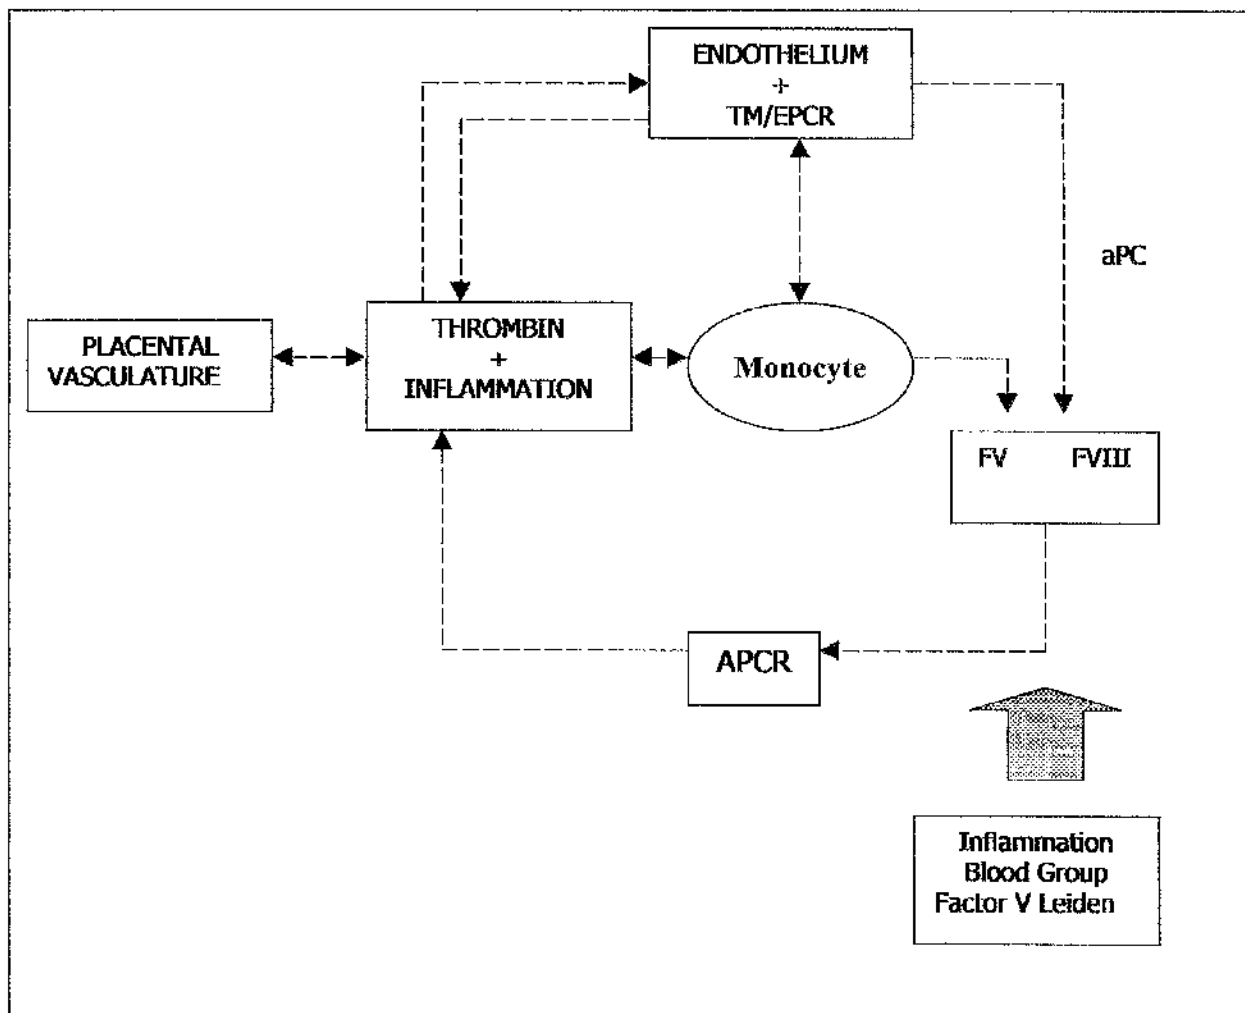 ENDOTHELIUM
+
TM/EPCR
aPC
PLACENTAL
VASCULATURE
THROMBIN
+
INFLAMMATION
Monocyte
FV FVIII
APCR
Inflammation
Blood Group
Factor V Leiden